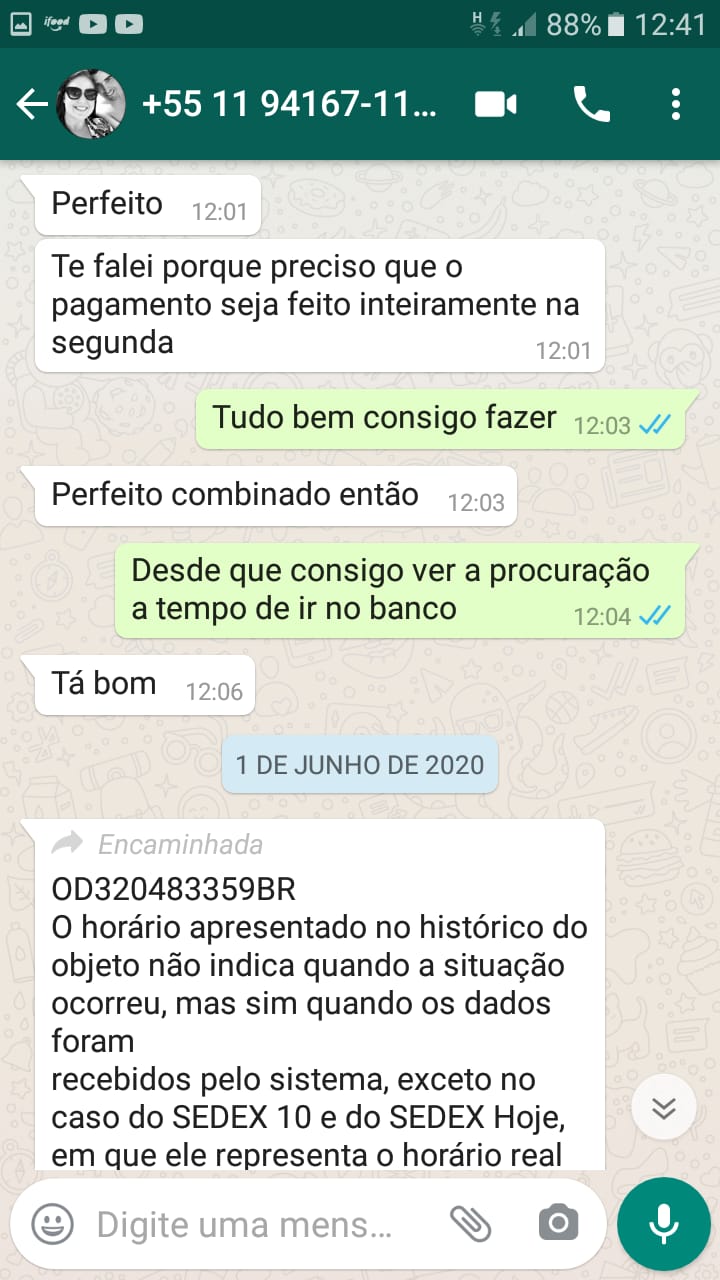 ifood
H
88%
12:41
+55 11 94167-11...
Perfeito 12:01
Te falei porque preciso que o
pagamento seja feito inteiramente na
segunda
12:01
Tudo bem consigo fazer 12:03
Perfeito combinado então 12:03
Desde que consigo ver a procuração
a tempo de ir no banco 12:04
Tá bom 12:06
1 DE JUNHO DE 2020
Encaminhada
OD320483359BR
O horário apresentado no histórico do
objeto não indica quando a situação
ocorreu, mas sim quando os dados
foram
recebidos pelo sistema, exceto no
caso do SEDEX 10 e do SEDEX Hoje,
em que ele representa o horário real
Digite uma mens...